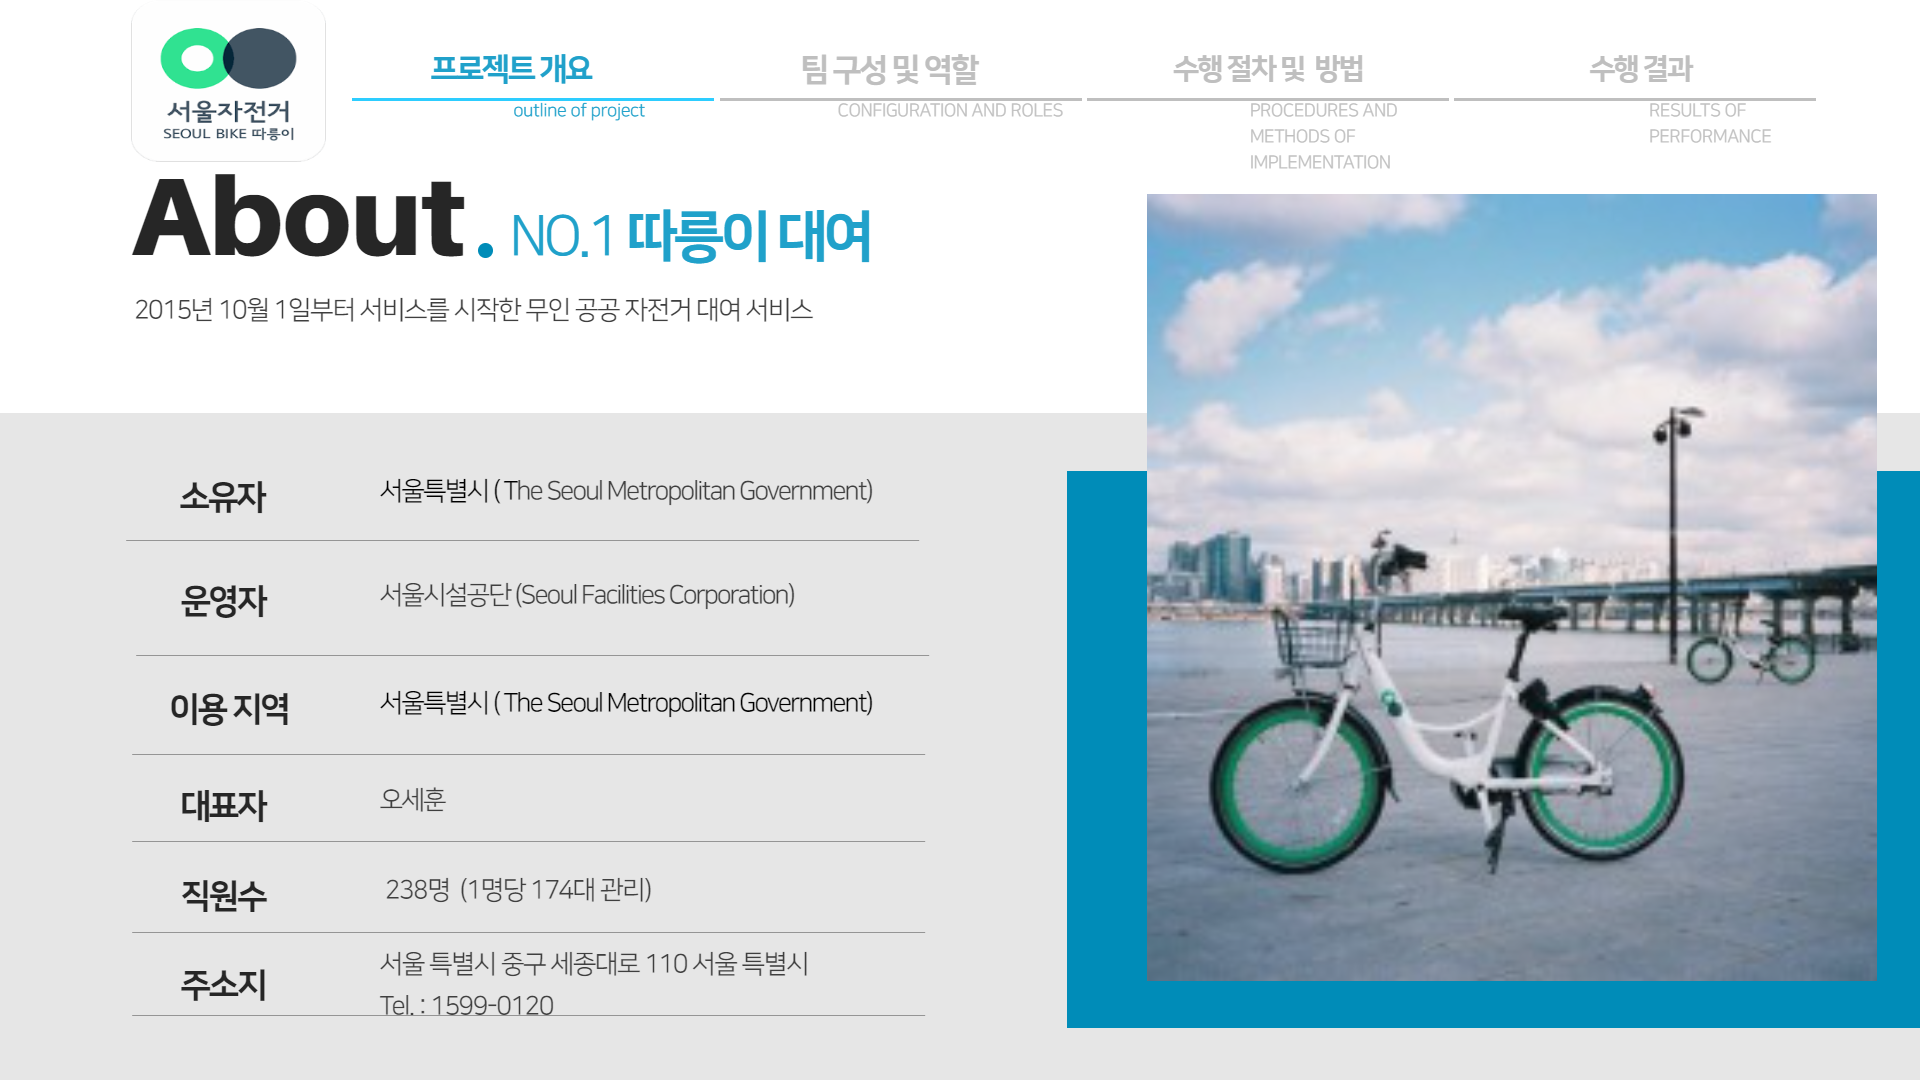 서울자전거
SEOUL BIKE 따릉이
프로젝트 개요
outline of project
팀 구성 및 역할
CONFIGURATION AND ROLES
수행 절차 및 방법
PROCEDURES AND
METHODS OF
IMPLEMENTATION
수행 결과
RESULTS OF
PERFORMANCE
About. NO.1 따릉이 대여
2015년 10월 1일부터 서비스를 시작한 무인 공공 자전거 대여 서비스
소유자 서울특별시 ( The Seoul Metropolitan Government)
운영자 서울시설공단 (Seoul Facilities Corporation)
이용 지역 서울특별시 ( The Seoul Metropolitan Government)
대표자 오세훈
직원수 238명 (1명당 174대 관리)
주소지 서울 특별시 중구 세종대로 110 서울 특별시
Tel. : 1599-0120